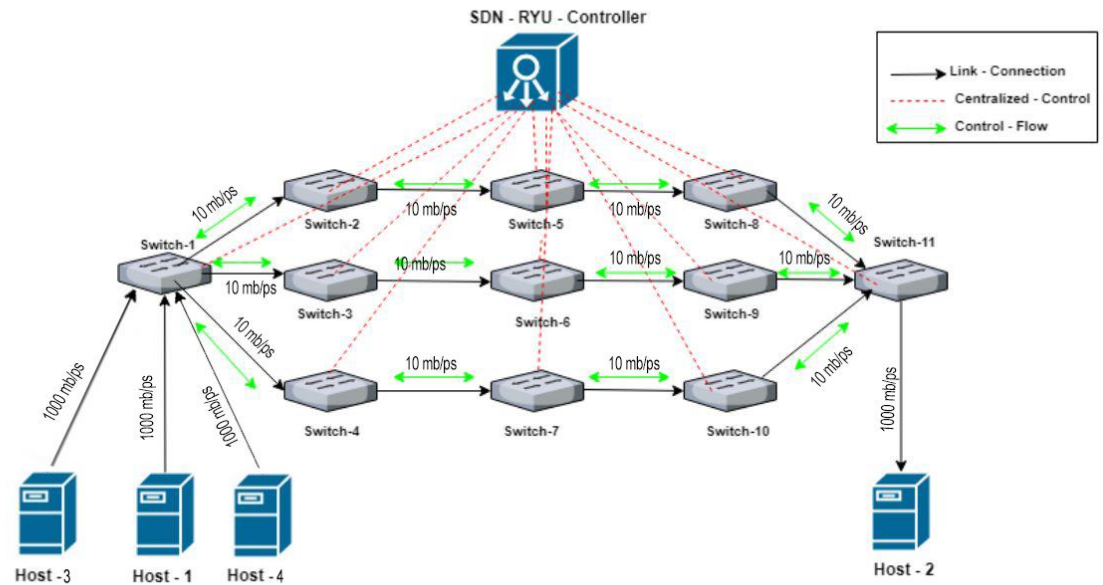 SDN - RYU - Controller
Link - Connection
Centralized - Control
Control - Flow
10 mb/ps
Switch-2
10 mb/ps
Switch-5
10 mb/ps
Switch-8
10 mb/ps
Switch-1
Switch-11
10 mb/ps
Switch-3
10 mb/ps
Switch-6
10 mb/ps
Switch-9
10 mb/ps
10 mb/ps
Switch-4
10 mb/ps
Switch-7
10 mb/ps
Switch-10
10 mb/ps
1000 mb/ps
1000 mb/ps
1000 mb/ps
1000 mb/ps
Host -3
Host - 1
Host - 4
Host - 2